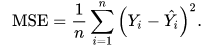 MSE = \frac{1}{n} \sum_{i=1}^{n} \left( Y_i - \hat{Y_i} \right)^2.